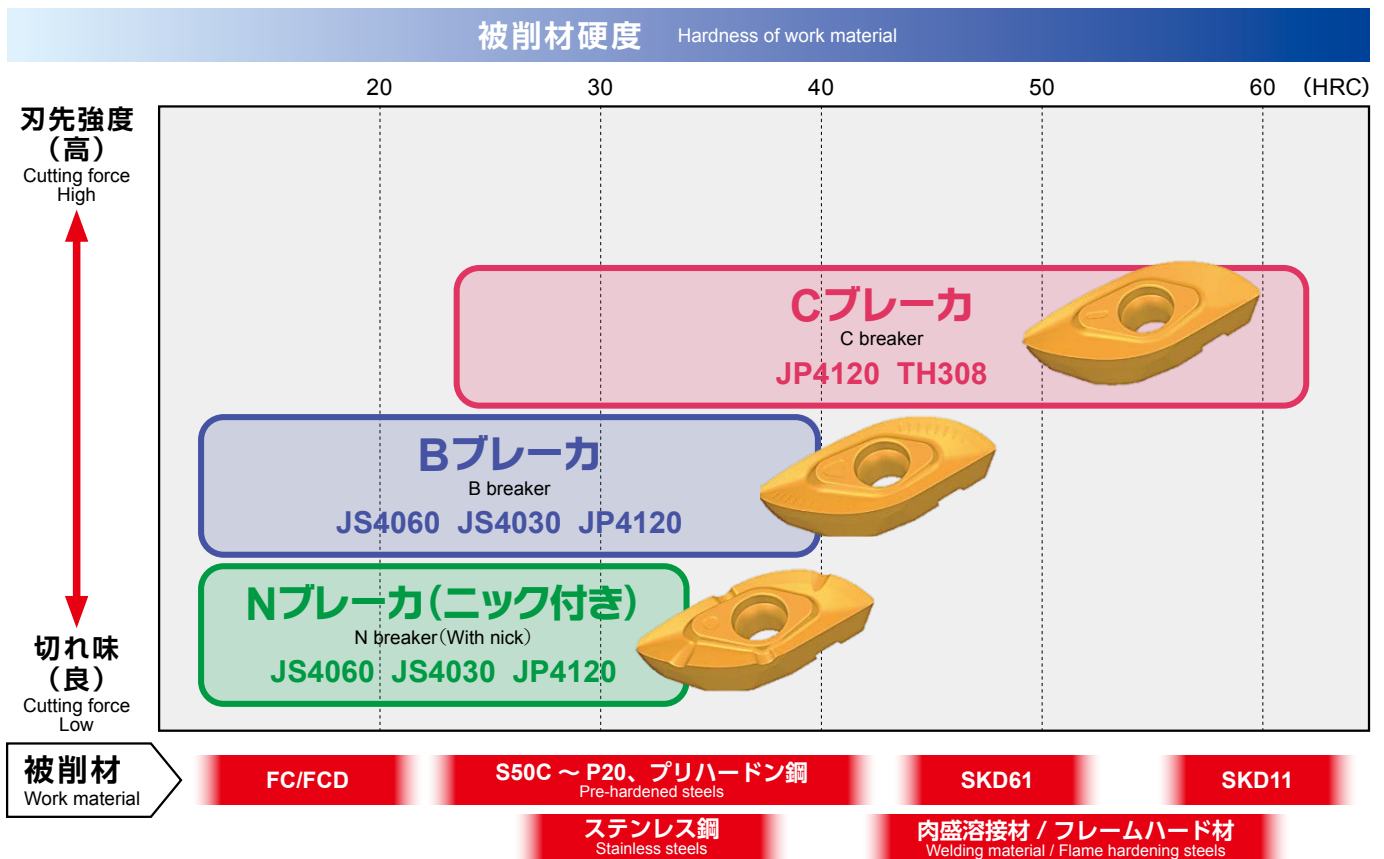 被削材硬度 Hardness of work material
20 30 40 50 60 (HRC)
刃先強度
(高)
Cutting force
High
Cブレーカ
C breaker
JP4120 TH308
Bブレーカ
B breaker
JS4060 JS4030 JP4120
Nブレーカ(ニック付き)
N breaker(With nick)
JS4060 JS4030 JP4120
切れ味
(良)
Cutting force
Low
被削材
Work material
FC/FCD
S50C ～ P20、プリハードン鋼
Pre-hardened steels
SKD61
SKD11
ステンレス鋼
Stainless steels
肉盛溶接材 / フレームハード材
Welding material / Flame hardening steels